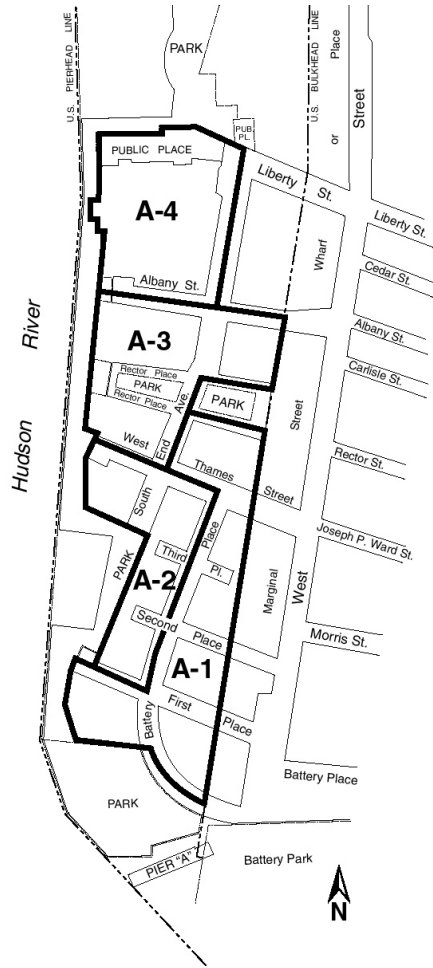 U.S. PIERHEAD LINE
PARK
U.S. BULKHEAD LINE
Place
or
Street
PUB.
PL.
PUBLIC PLACE
Liberty St.
A-4
Wharf
Liberty St.
Cedar St.
Albany St.
Albany St.
Hudson River
A-3
Carlisle St.
Rector Place
PARK
Rector Place
Ave.
PARK
Street
West
End
Thames
Street
Rector St.
South
Place
Joseph P. Ward St.
PARK
Third
Pl.
A-2
Marginal
West
Second
Place
Morris St.
A-1
Battery
First
Place
Battery Place
PARK
PIER "A"
Battery Park
N